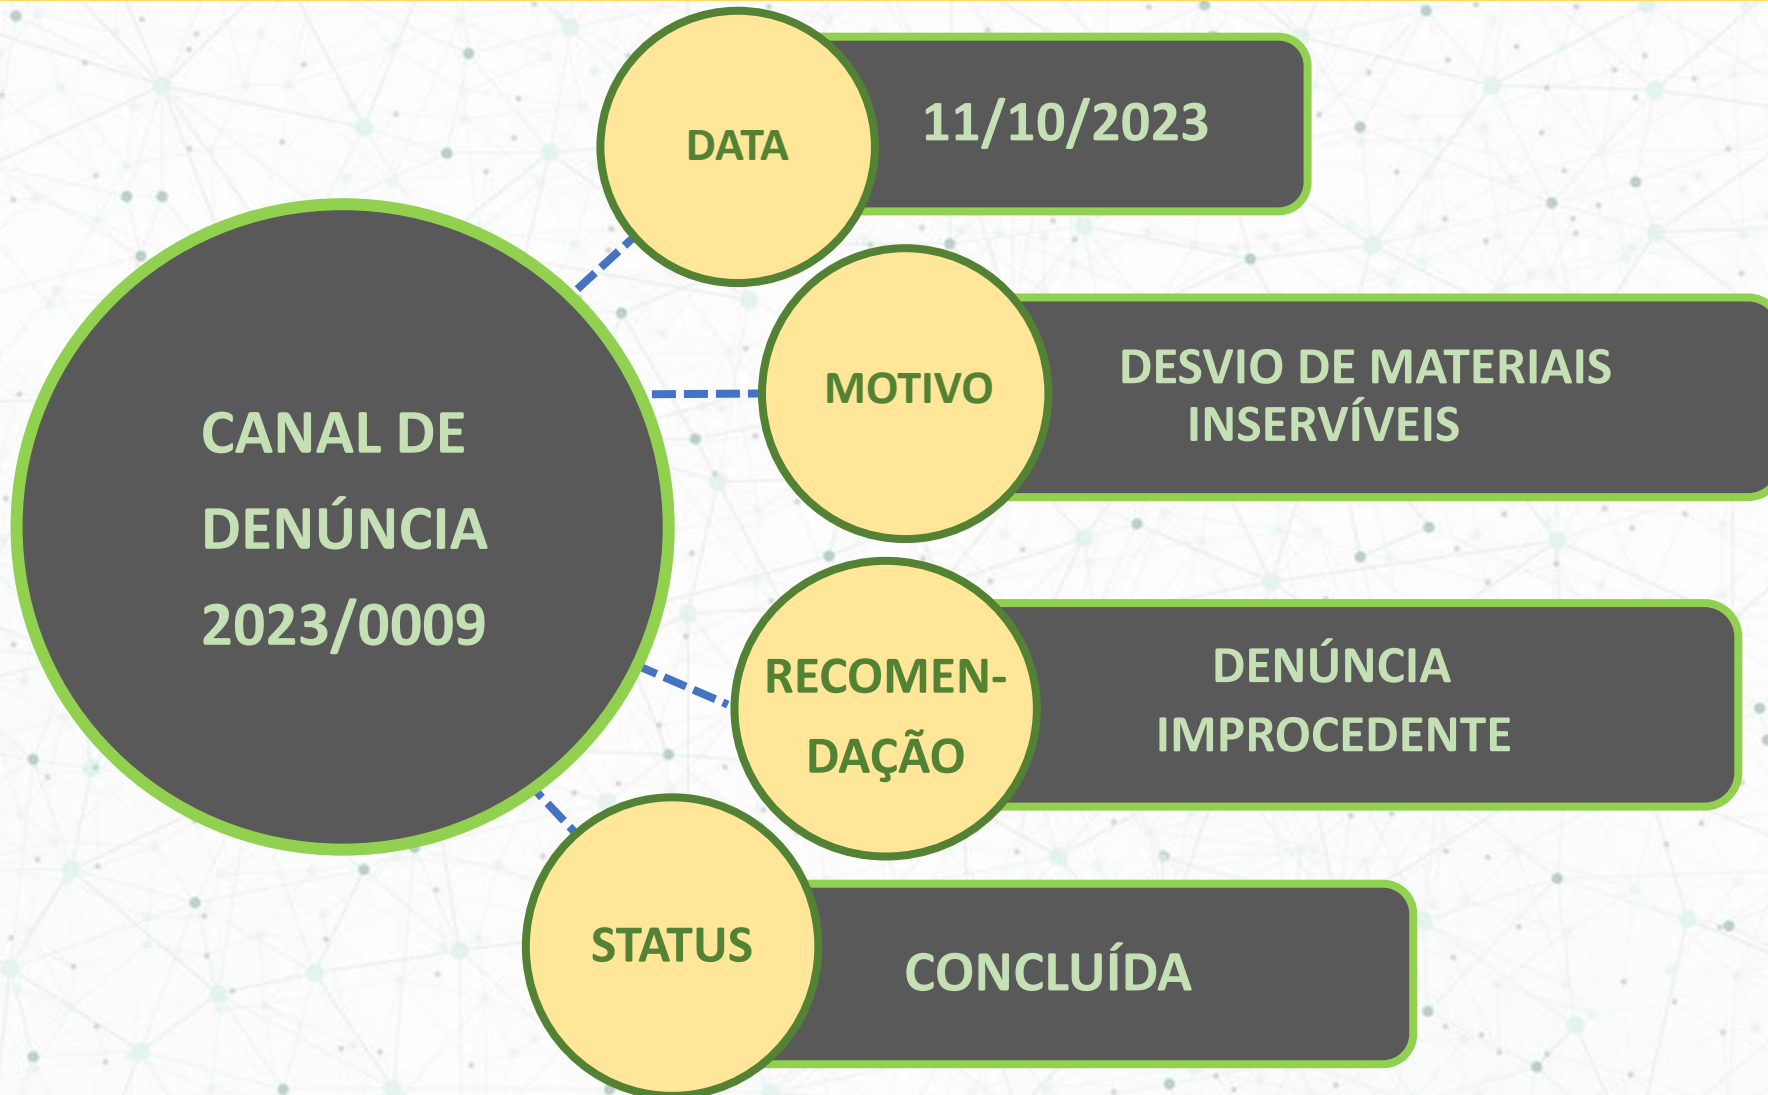 CANAL DE
DENÚNCIA
2023/0009
DATA
11/10/2023
MOTIVO
DESVIO DE MATERIAIS
INSERVÍVEIS
RECOMEN-
DAÇÃO
DENÚNCIA
IMPROCEDENTE
STATUS
CONCLUÍDA